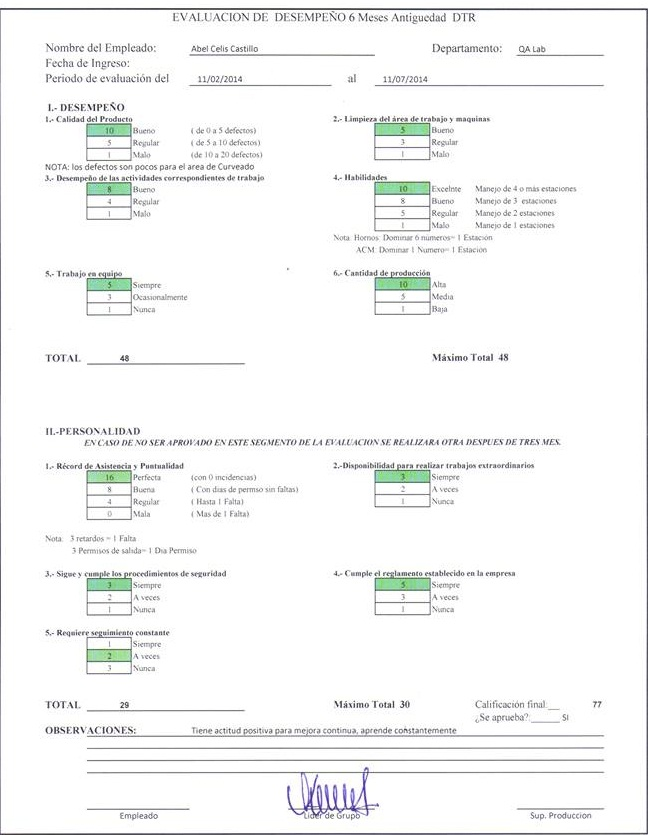 EVALUACION DE DESEMPEÑO 6 Meses Antiguedad DTR
Nombre del Empleado: Abel Celis Castillo Departamento: QA Lab
Fecha de Ingreso:
Periodo de evaluación del 11/02/2014 al 11/07/2014
I.- DESEMPEÑO
1.- Calidad del Producto
10 Bueno ( de 0 a 5 defectos)
5 Regular ( de 5 a 10 defectos)
1 Malo (de 10 a 20 defectos)
NOTA: los defectos son pocos para el area de Curveado
2.- Limpieza del área de trabajo y maquinas
5 Bueno
3 Regular
1 Malo
3.- Desempeño de las actividades correspondientes de trabajo
8 Bueno
4 Regular
1 Malo
4.- Habilidades
10 Excelnte Manejo de 4 o más estaciones
8 Bueno Manejo de 3 estaciones
5 Regular Manejo de 2 estaciones
1 Malo Manejo de 1 estaciones
Nota: Hornos: Dominar 6 numeros= 1 Estación
ACM: Dominar 1 Numero= 1 Estación
5.- Trabajo en equipo
5 Siempre
3 Ocasionalmente
1 Nunca
6.- Cantidad de producción
10 Alta
5 Media
1 Baja
TOTAL 48 Máximo Total 48
II.-PERSONALIDAD
EN CASO DE NO SER APROVADO EN ESTE SEGMENTO DE LA EVALUACION SE REALIZARA OTRA DESPUES DE TRES MES.
1.- Récord de Asistencia y Puntualidad
16 Perfecta (con 0 incidencias)
8 Buena ( Con dias de permso sin faltas)
4 Regular ( Hasta 1 Falta)
0 Mala ( Mas de 1 Falta)
Nota: 3 retardos = 1 Falta
3 Permisos de salida= 1 Dia Permiso
2.-Disponibilidad para realizar trabajos extraordinarios
3 Siempre
2 A veces
1 Nunca
3.- Sigue y cumple los procedimientos de seguridad
3 Siempre
2 A veces
1 Nunca
4.- Cumple el reglamento establecido en la empresa
5 Siempre
3 A veces
1 Nunca
5.- Requiere seguimiento constante
1 Siempre
2 A veces
3 Nunca
TOTAL 29 Máximo Total 30 Calificación final: 77
¿Se aprueba?: SI
OBSERVACIONES: Tiene actitud positiva para mejora continua, aprende constantemente
Empleado Lider de Grupo Sup. Produccion